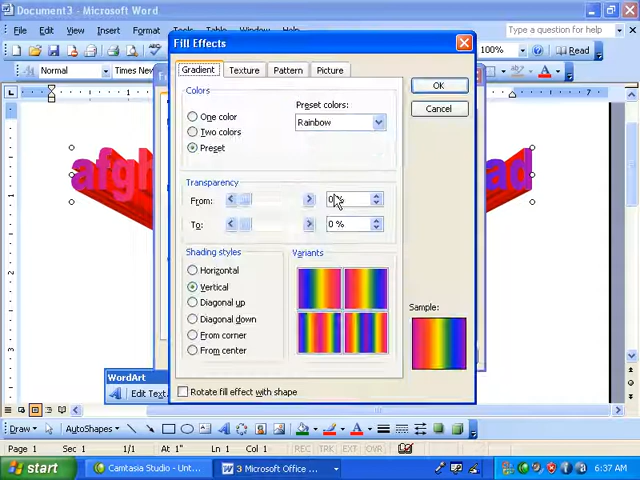 Document3 - Microsoft Word
File Edit View Insert Format
Type a question for help
100% Read
Normal Times New
Fill Effects
Gradient Texture Pattern Picture
OK
Cancel
Colors
One color
Two colors
Preset
Preset colors:
Rainbow
afgh ad
Transparency
From: 0 %
To: 0 %
Shading styles
Horizontal
Vertical
Diagonal up
Diagonal down
From corner
From center
Variants
Sample:
Rotate fill effect with shape
WordArt
Edit Text...
Draw AutoShapes
Page 1 Sec 1 1/1 At 1" Ln 1 Col 1 REC TRK EXT OVR
start Camtasia Studio - Unt... 3 Microsoft Office ... 6:37 AM